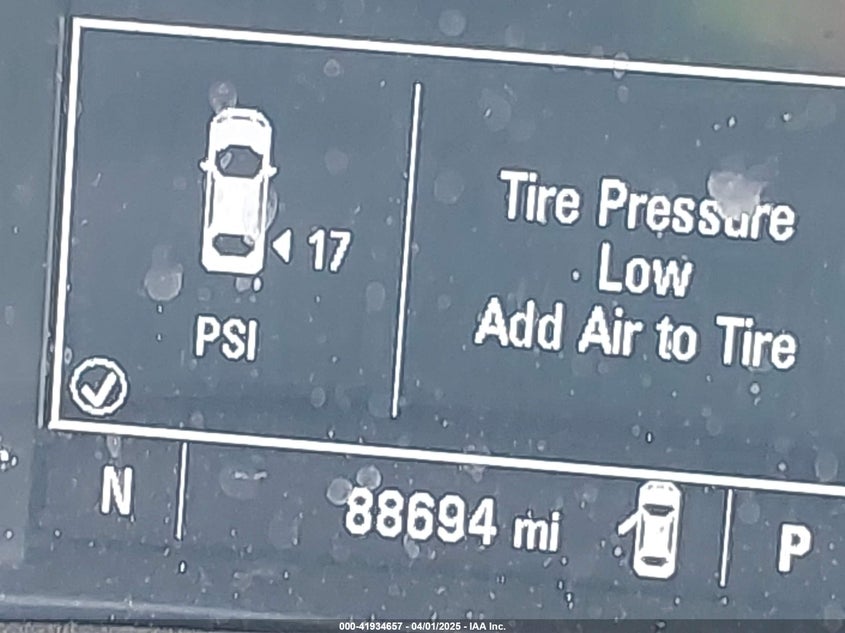 Tire Pressure
Low
Add Air to Tire
17
PSI
N
88694 mi
P
000-41934657 - 04/01/2025 - IAA Inc.